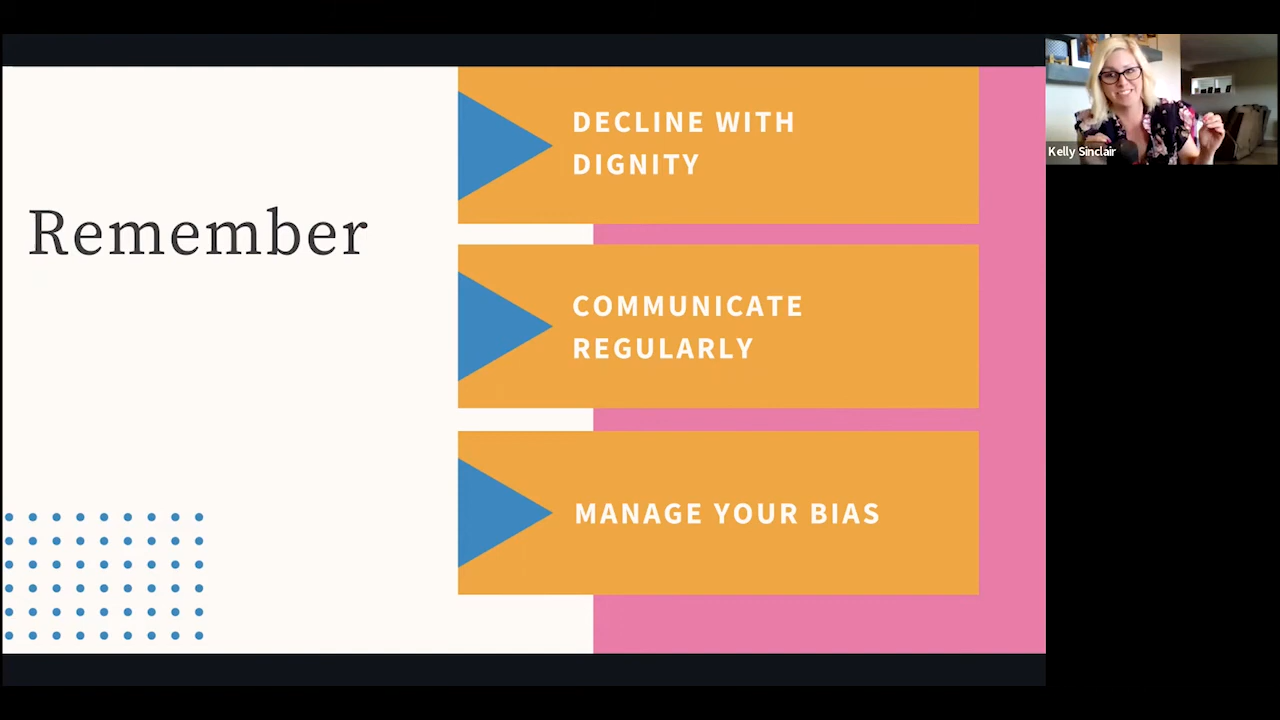 Remember
DECLINE WITH
DIGNITY
COMMUNICATE
REGULARLY
MANAGE YOUR BIAS
Kelly Sinclair